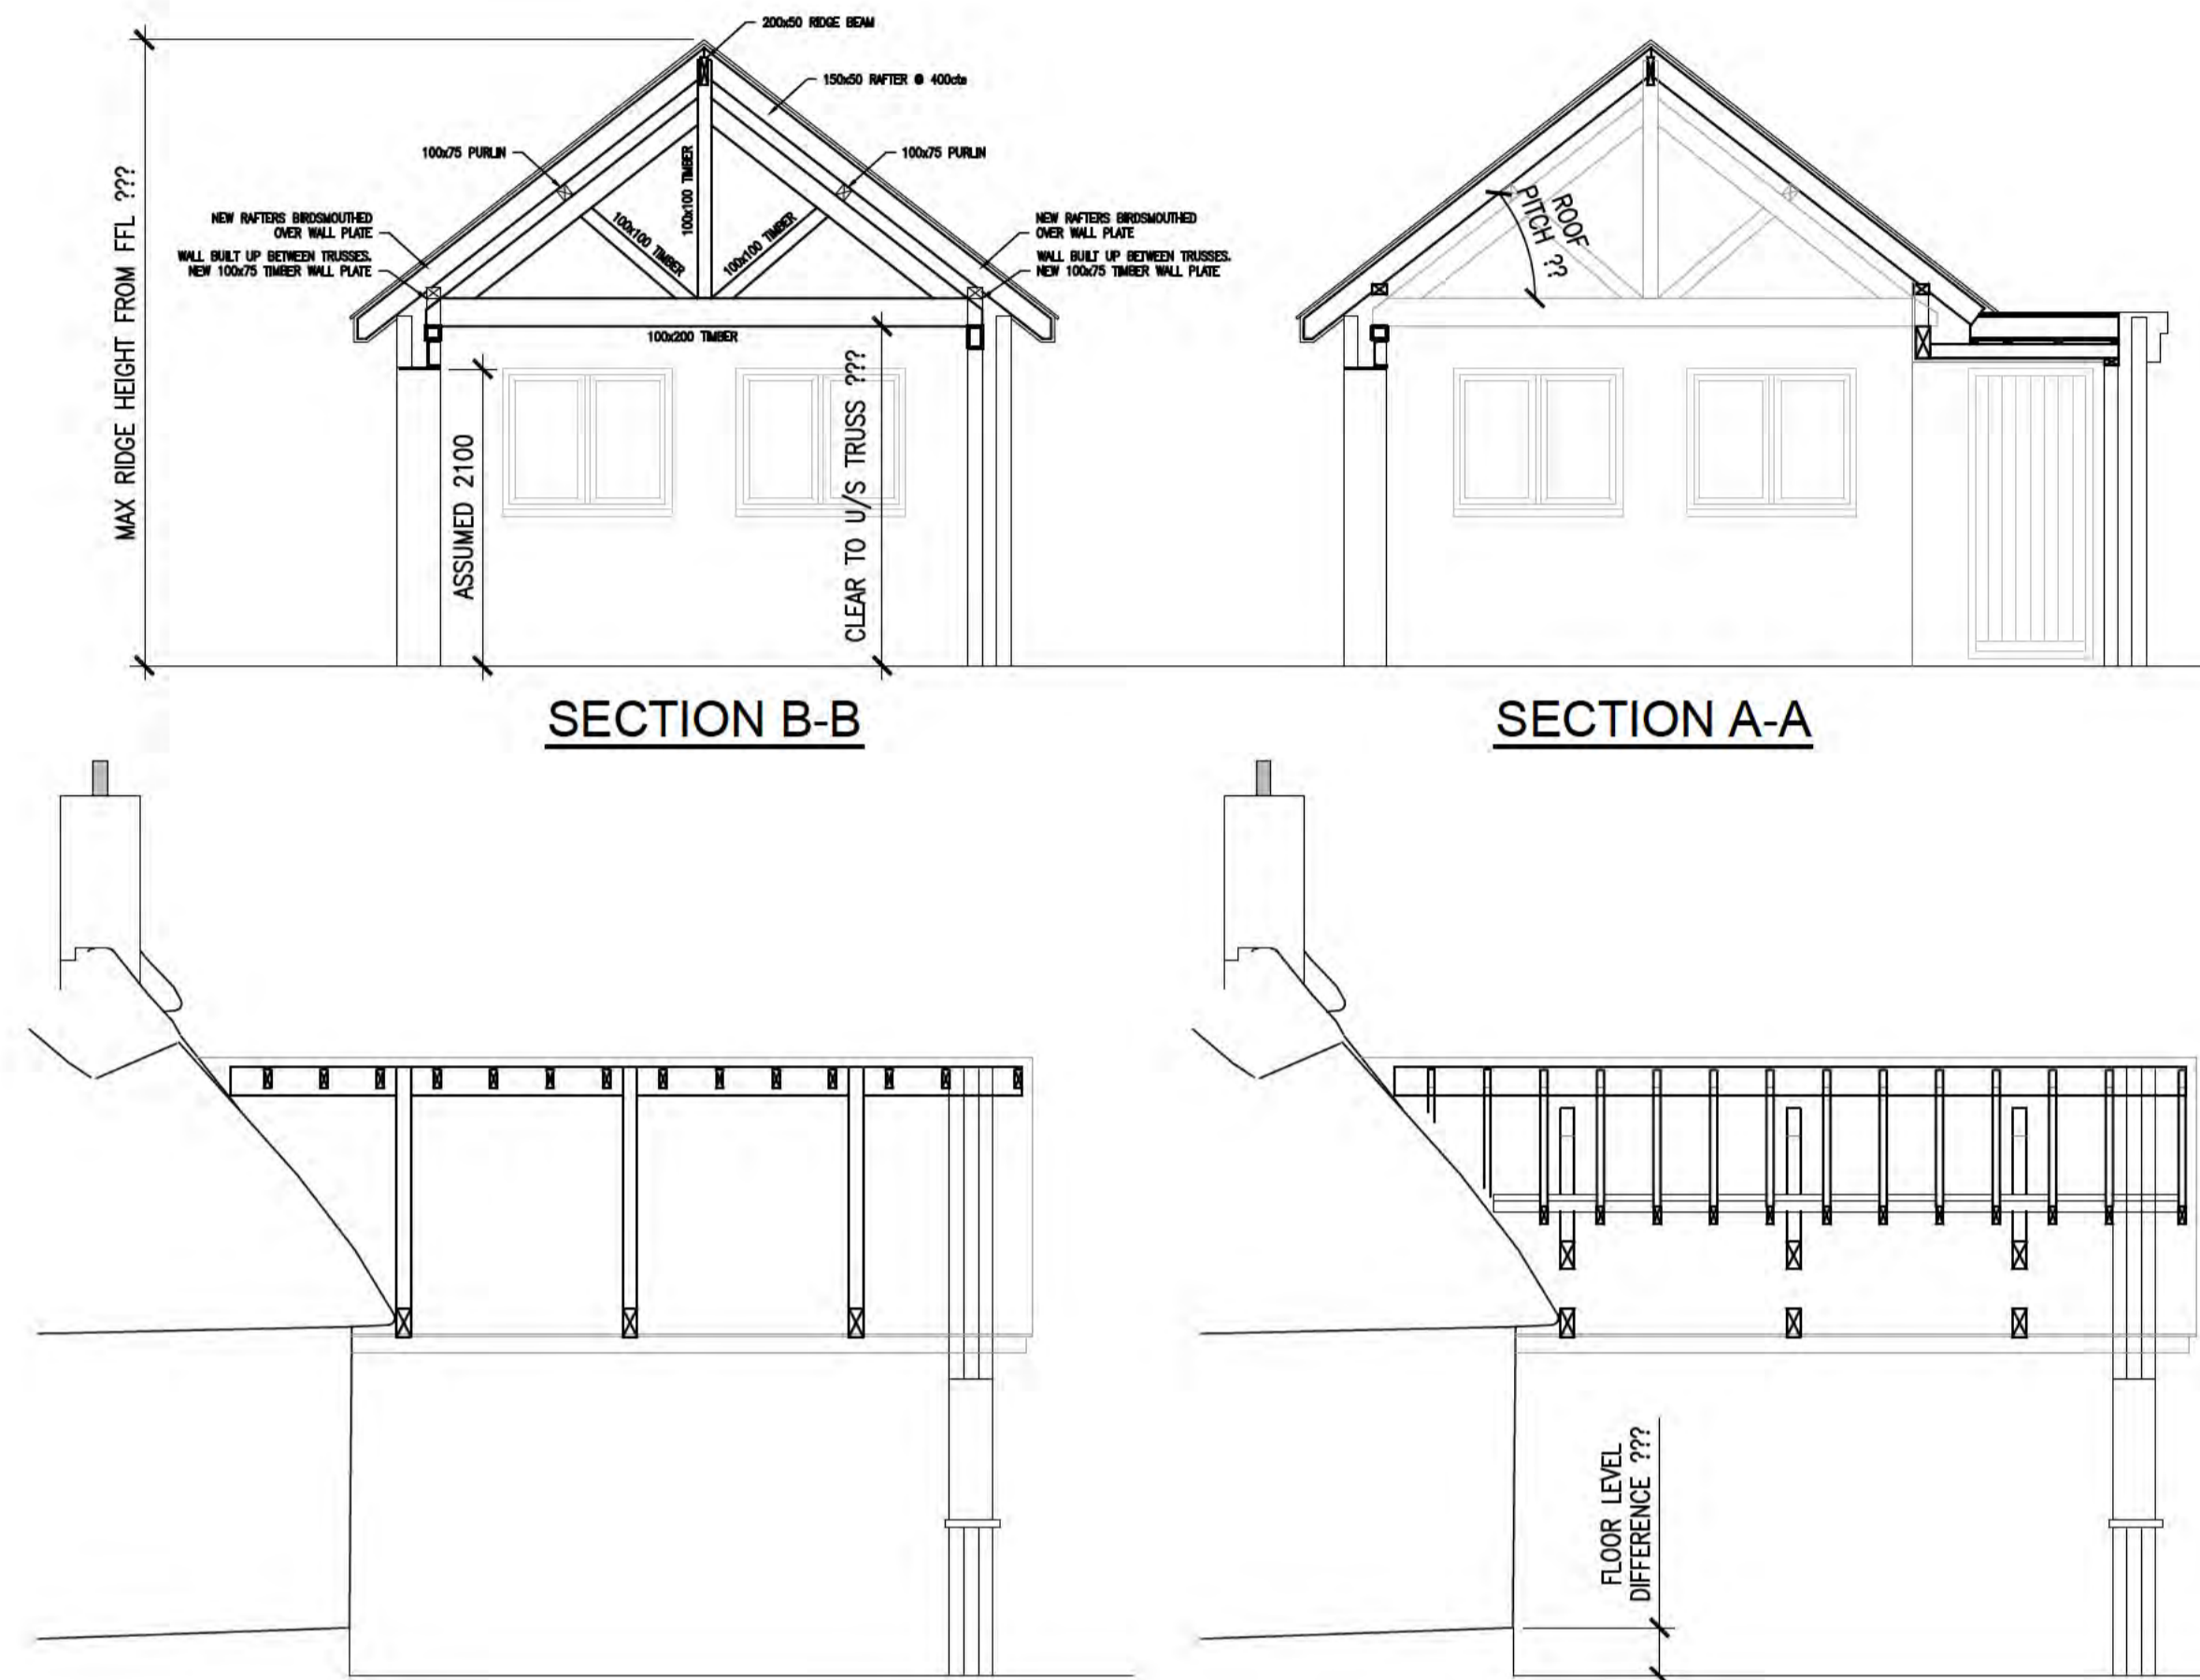 200x50 RIDGE BEAM
150x50 RAFTER @ 400cts
100x75 PURLIN
100x75 PURLIN
NEW RAFTERS BIRDSMOUTHED
OVER WALL PLATE
WALL BUILT UP BETWEEN TRUSSES.
NEW 100x75 TIMBER WALL PLATE
100x100 TIMBER
100x100 TIMBER
100x100 TIMBER
NEW RAFTERS BIRDSMOUTHED
OVER WALL PLATE
WALL BUILT UP BETWEEN TRUSSES.
NEW 100x75 TIMBER WALL PLATE
100x200 TIMBER
MAX RIDGE HEIGHT FROM FFL ???
ASSUMED 2100
CLEAR TO U/S TRUSS ???
SECTION B-B
ROOF
PITCH ??
SECTION A-A
FLOOR LEVEL
DIFFERENCE ???